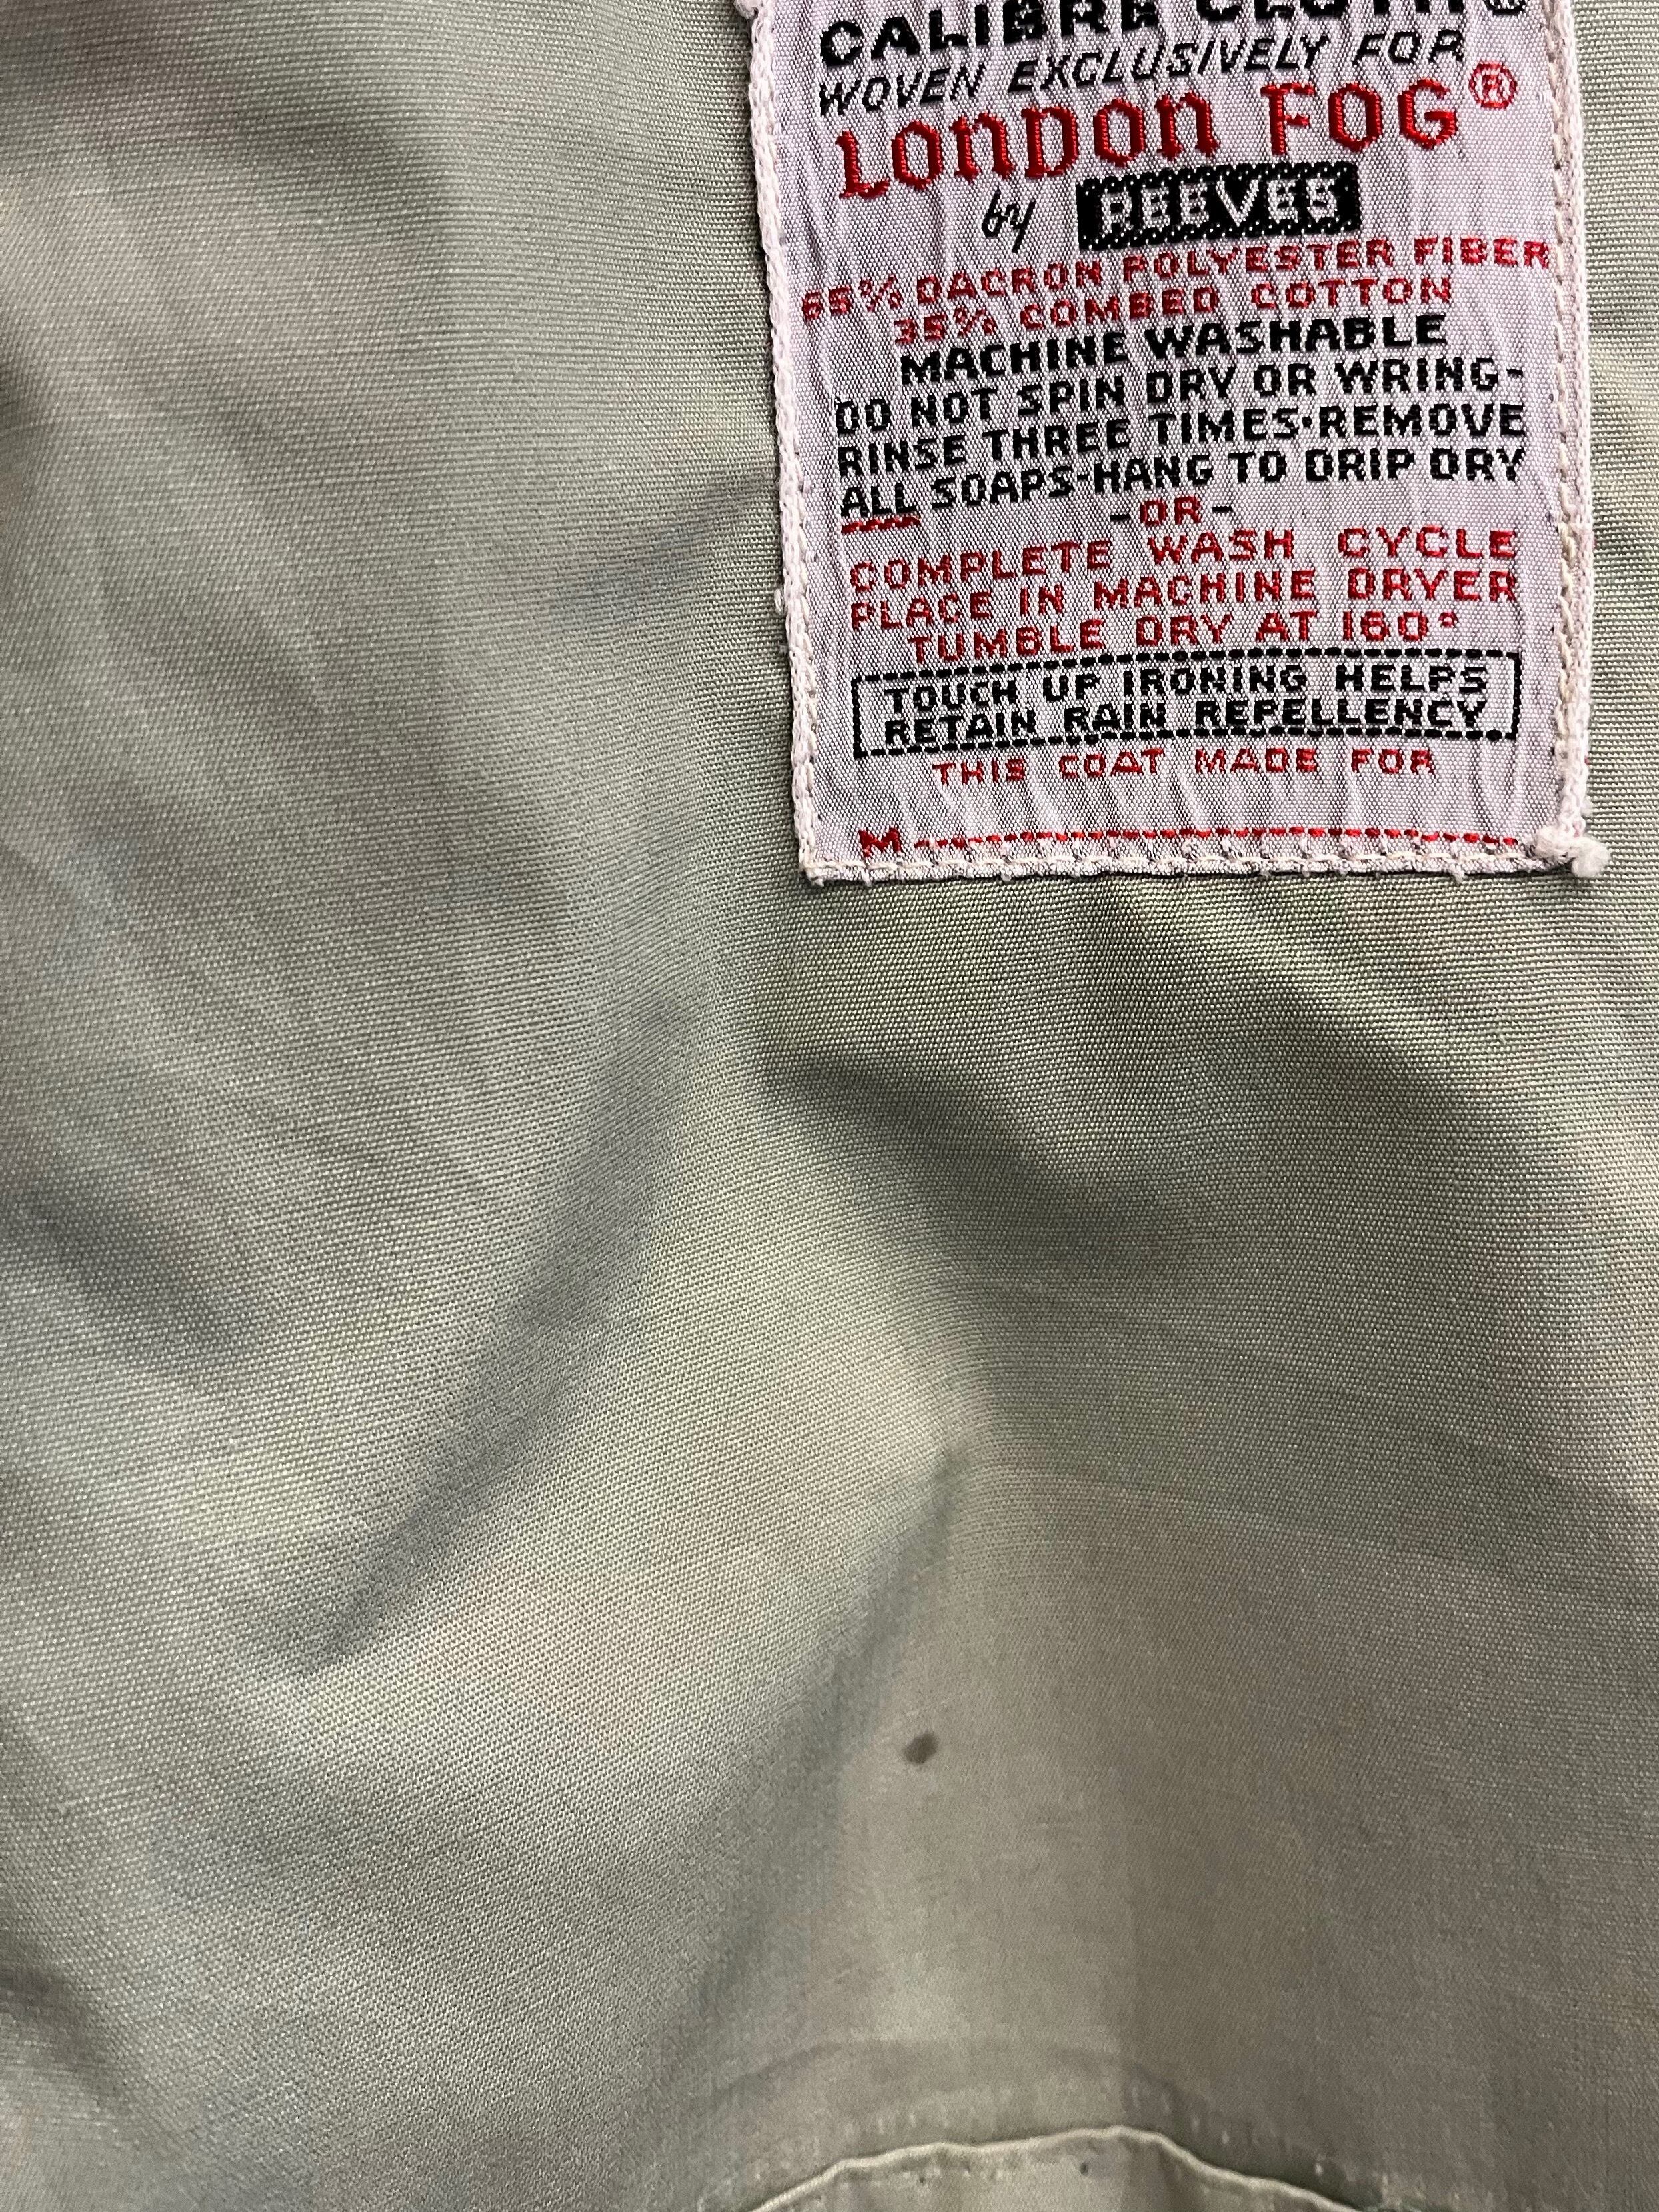 CALIBRE CLOTH®
WOVEN EXCLUSIVELY FOR
LONDON FOG®
by REEVES
65% DACRON POLYESTER FIBER
35% COMBED COTTON
MACHINE WASHABLE
DO NOT SPIN DRY OR WRING-
RINSE THREE TIMES·REMOVE
ALL SOAPS-HANG TO DRIP DRY
-OR-
COMPLETE WASH CYCLE
PLACE IN MACHINE DRYER
TUMBLE DRY AT 160°
TOUCH UP IRONING HELPS
RETAIN RAIN REPELLENCY
THIS COAT MADE FOR
M